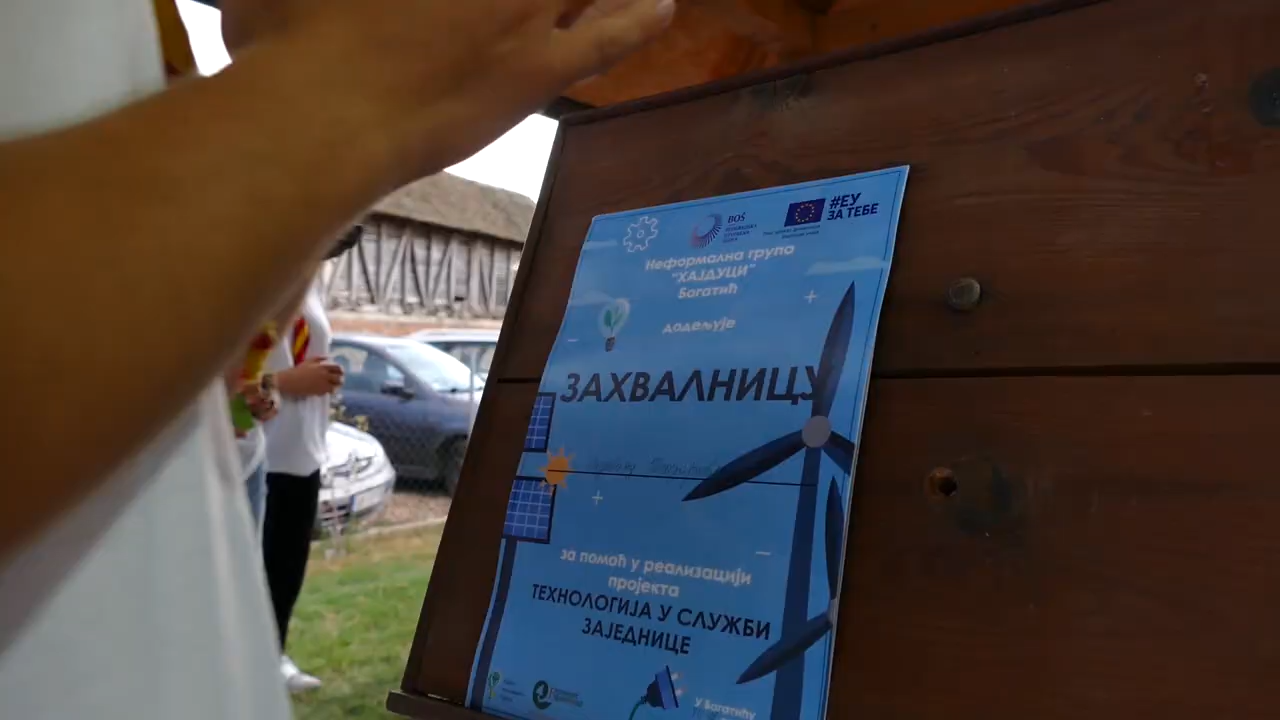 BOŠ
#ЕУ
ЗА ТЕБЕ
Неформална група
"ХАЈДУЦИ"
Богатић
додељује
ЗАХВАЛНИЦУ
за помоћ у реализацији
пројекта
ТЕХНОЛОГИЈА У СЛУЖБИ
ЗАЈЕДНИЦЕ
У Богатићу